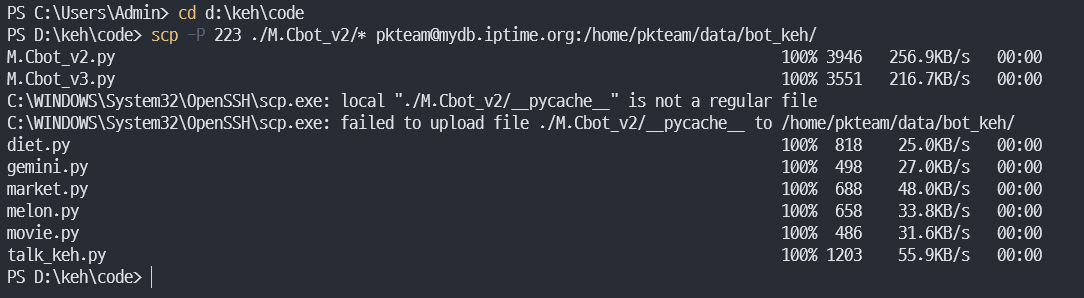 PS C:\Users\Admin> cd d:\keh\code
PS D:\keh\code> scp -P 223 ./M.Cbot_v2/* pkteam@mydb.iptime.org:/home/pkteam/data/bot_keh/
M.Cbot_v2.py 100% 3946 256.9KB/s 00:00
M.Cbot_v3.py 100% 3551 216.7KB/s 00:00
C:\WINDOWS\System32\OpenSSH\scp.exe: local "./M.Cbot_v2/__pycache__" is not a regular file
C:\WINDOWS\System32\OpenSSH\scp.exe: failed to upload file ./M.Cbot_v2/__pycache__ to /home/pkteam/data/bot_keh/
diet.py 100% 818 25.0KB/s 00:00
gemini.py 100% 498 27.0KB/s 00:00
market.py 100% 688 48.0KB/s 00:00
melon.py 100% 658 33.8KB/s 00:00
movie.py 100% 486 31.6KB/s 00:00
talk_keh.py 100% 1203 55.9KB/s 00:00
PS D:\keh\code>